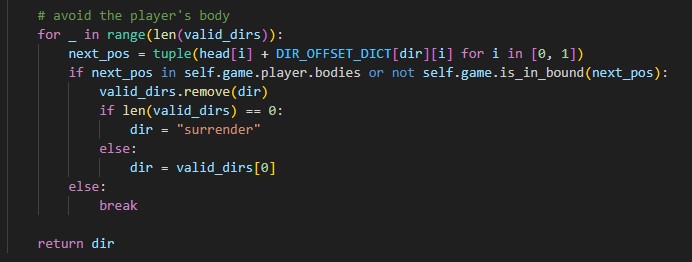 # avoid the player's body
for _ in range(len(valid_dirs)):
    next_pos = tuple(head[i] + DIR_OFFSET_DICT[dir][i] for i in [0, 1])
    if next_pos in self.game.player.bodies or not self.game.is_in_bound(next_pos):
        valid_dirs.remove(dir)
        if len(valid_dirs) == 0:
            dir = "surrender"
        else:
            dir = valid_dirs[0]
    else:
        break
return dir